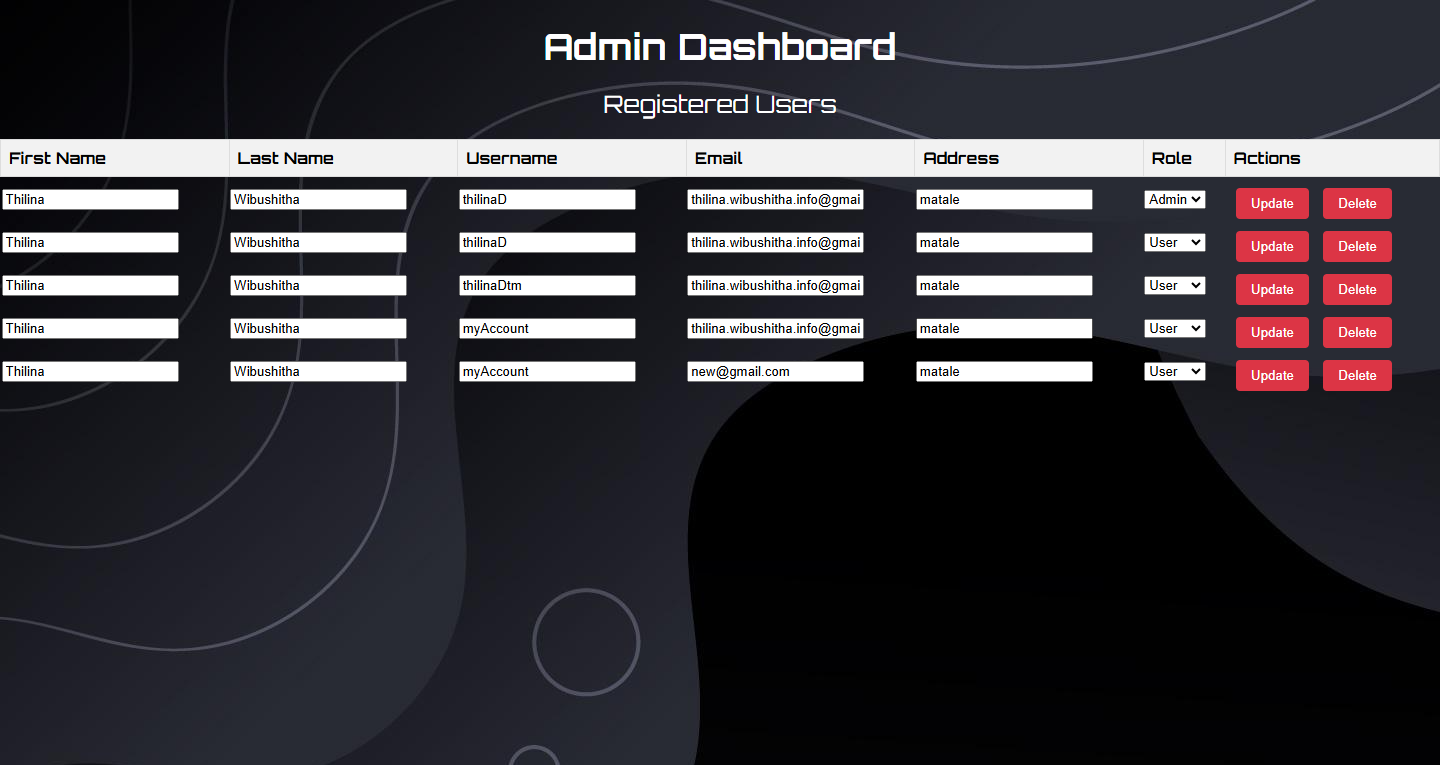 Admin Dashboard
Registered Users
First Name Last Name Username Email Address Role Actions
Thilina Wibushitha thilinaD thilina.wibushitha.info@gmai matale Admin Update Delete
Thilina Wibushitha thilinaD thilina.wibushitha.info@gmai matale User Update Delete
Thilina Wibushitha thilinaDtm thilina.wibushitha.info@gmai matale User Update Delete
Thilina Wibushitha myAccount thilina.wibushitha.info@gmai matale User Update Delete
Thilina Wibushitha myAccount new@gmail.com matale User Update Delete